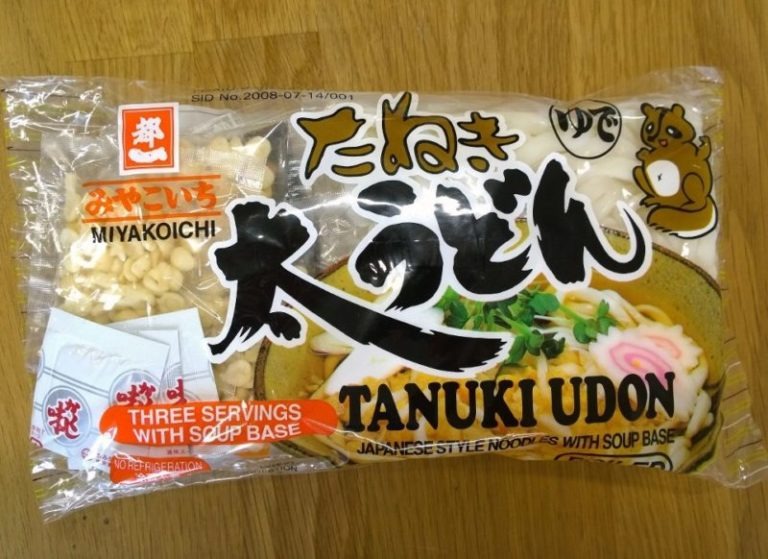 SID No.2008-07-14/001
都一
みやこいち
MIYAKOICHI
たねき
ゆで
太うどん
THREE SERVINGS
WITH SOUP BASE
NO REFRIGERATION
TANUKI UDON
JAPANESE STYLE NOODLES WITH SOUP BASE